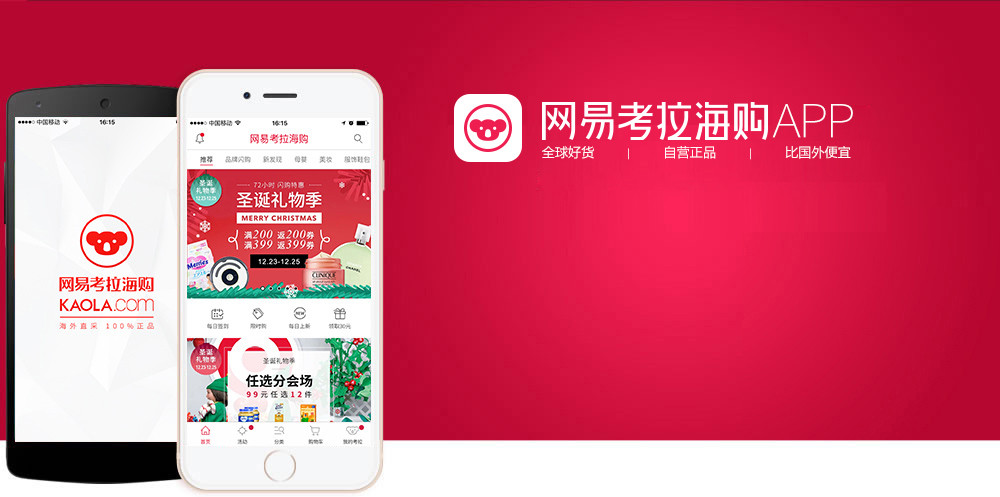 网易考拉海购APP
全球好货 | 自营正品 | 比国外便宜
中国移动 16:15
网易考拉海购
KAOLA.COM
海外直采 100%正品
中国移动 16:15
网易考拉海购
推荐 品牌闪购 新发现 母婴 美妆 服饰鞋包
圣诞
礼物季
12.23-12.25
72小时 闪购特惠
圣诞礼物季
MERRY CHRISTMAS
满200 返200券
满399 返399券
12.23-12.25
Merries
CLINIQUE
CHANEL
每日签到 限时购 NEW 每日上新 领取30元
圣诞
礼物季
12.23-12.25
圣诞礼物季
任选分会场
99元任选12件
首页 活动 分类 购物车 我的考拉